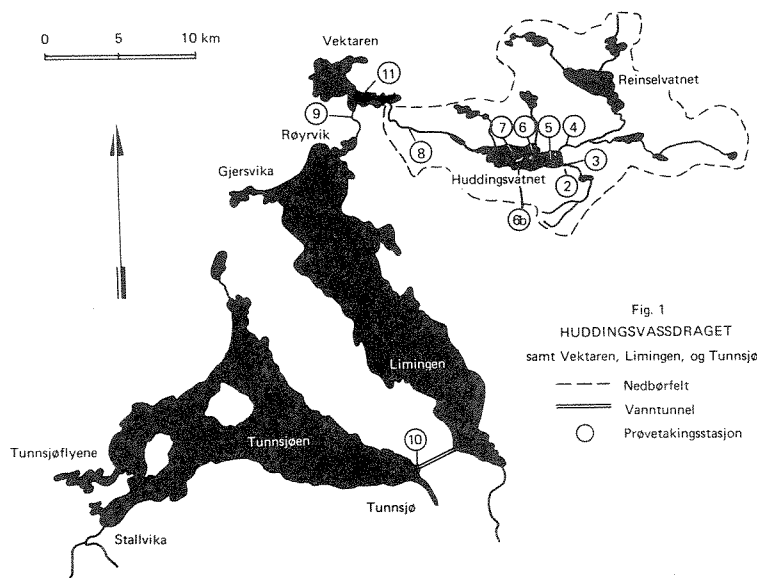 0 5 10 km
Vektaren
11
Reinselvatnet
9
Røyrvik
7 6 5 4
8
3
Gjersvika
Huddingsvatnet
2
6b
Fig. 1
HUDDINGSVASSDRAGET
samt Vektaren, Limingen, og Tunnsjø
Limingen
Nedbørfelt
Vanntunnel
10
Tunnsjøen
Prøvetakingsstasjon
Tunnsjøflyene
Tunnsjø
Stallvika